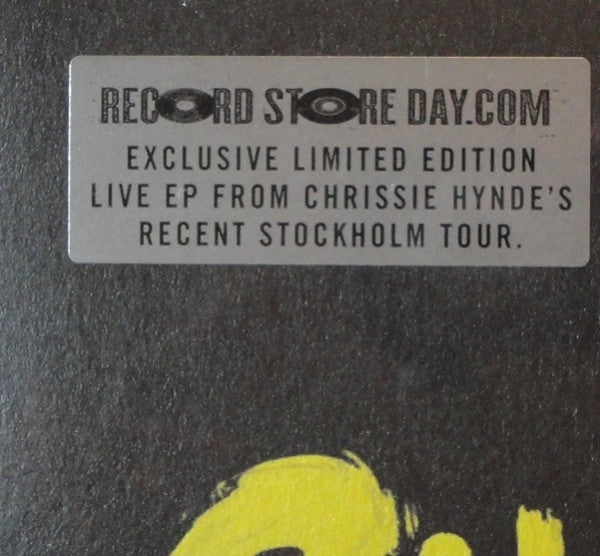 RECORD STORE DAY.COM
EXCLUSIVE LIMITED EDITION
LIVE EP FROM CHRISSIE HYNDE'S
RECENT STOCKHOLM TOUR.